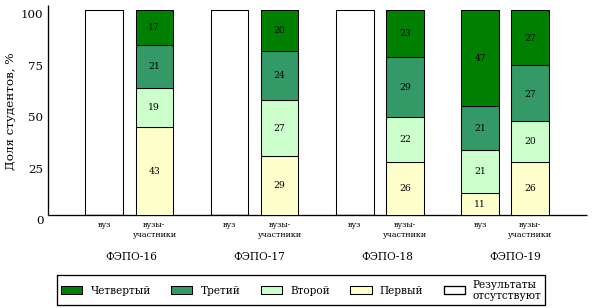 100
75
50
25
0
Доля студентов, %
17
21
19
43
20
24
27
29
23
29
22
26
47
21
21
11
27
27
20
26
вуз
вузы-
участники
вуз
вузы-
участники
вуз
вузы-
участники
вуз
вузы-
участники
ФЭПО-16
ФЭПО-17
ФЭПО-18
ФЭПО-19
Четвертый
Третий
Второй
Первый
Результаты
отсутствуют